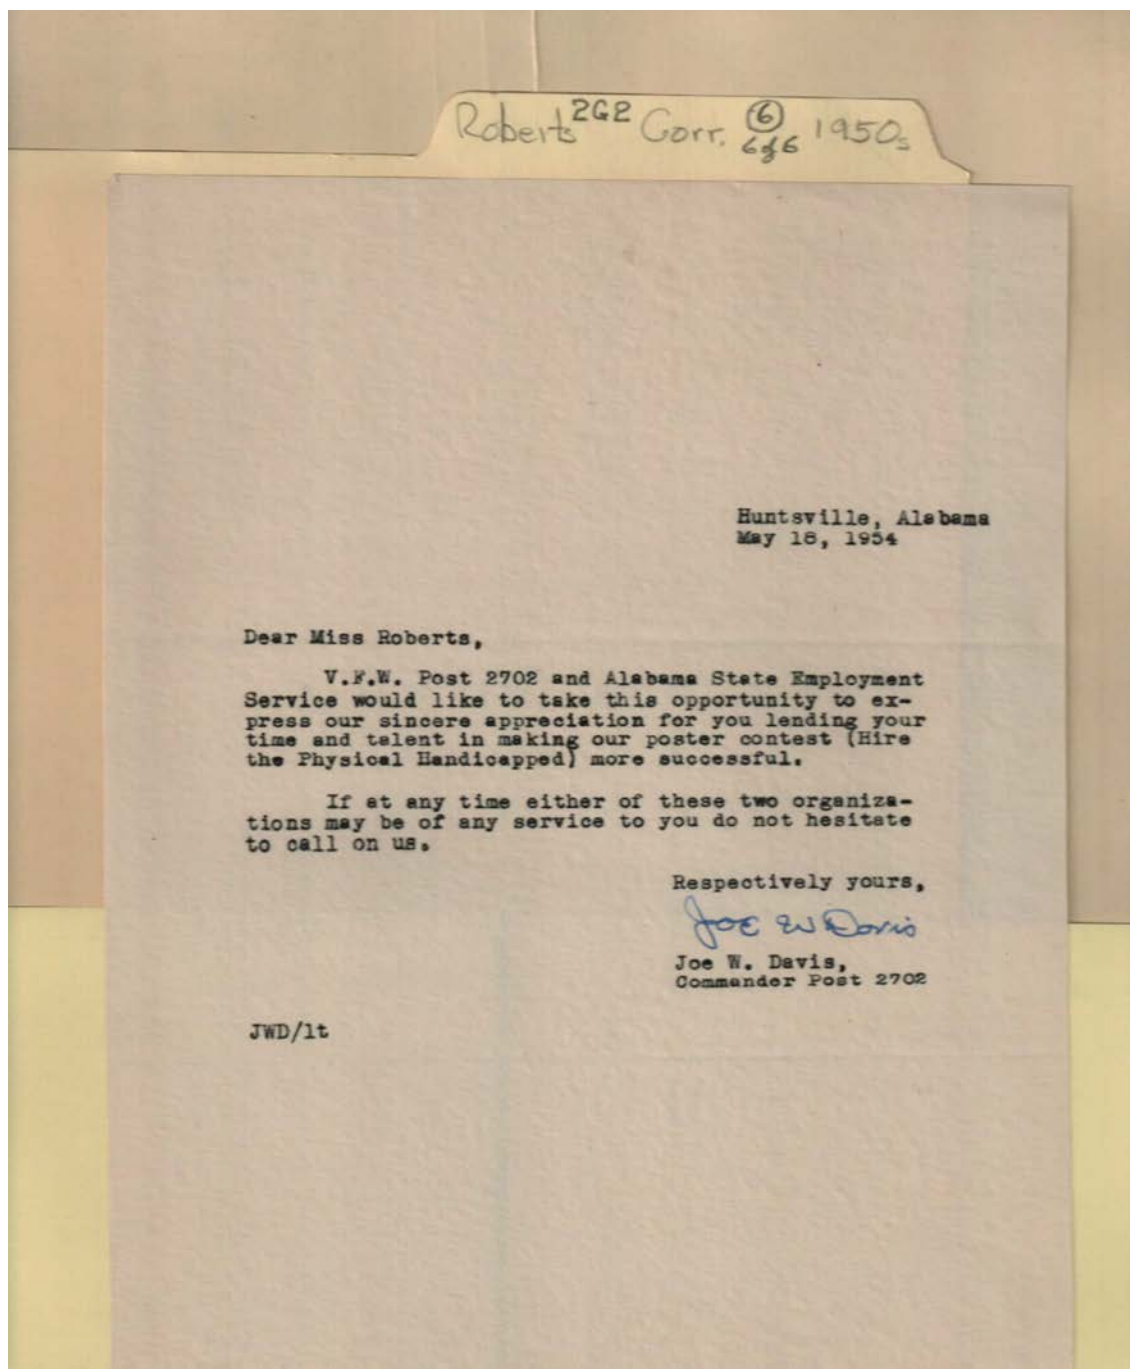 Roberts 2G2 Corr. 6 1950s
6 of 6
Huntsville, Alabama
May 18, 1954
Dear Miss Roberts,
V.F.W. Post 2702 and Alabama State Employment
Service would like to take this opportunity to ex-
press our sincere appreciation for you lending your
time and talent in making our poster contest (Hire
the Physical Handicapped) more successful.
If at any time either of these two organiza-
tions may be of any service to you do not hesitate
to call on us.
Respectively yours,
Joe W Davis
Joe W. Davis,
Commander Post 2702
JWD/lt